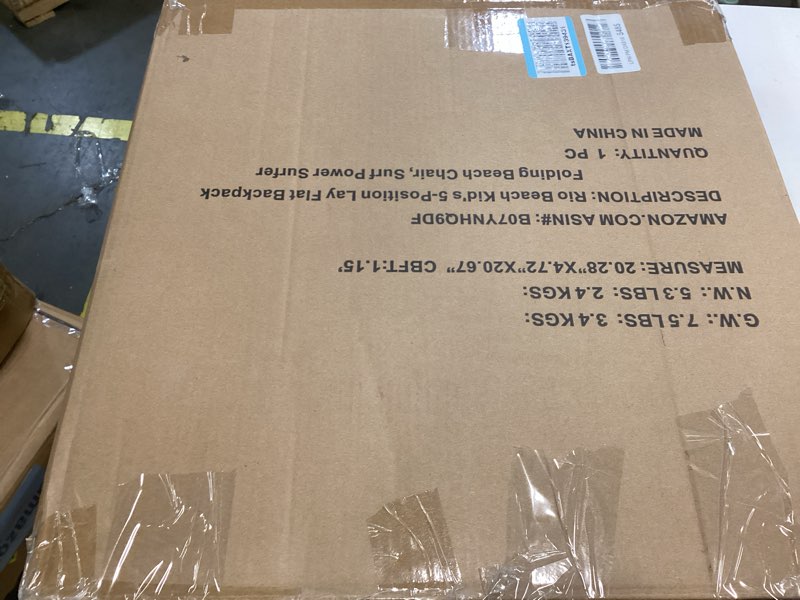 G.W.: 7.5 LBS: 3.4 KGS:
N.W.: 5.3 LBS: 2.4 KGS:
MEASURE: 20.28”X4.72”X20.67” CBFT:1.15'
AMAZON.COM ASIN#: B07YNHQ9DF
DESCRIPTION: Rio Beach Kid's 5-Position Lay Flat Backpack
Folding Beach Chair, Surf Power Surfer
QUANTITY: 1 PC
MADE IN CHINA